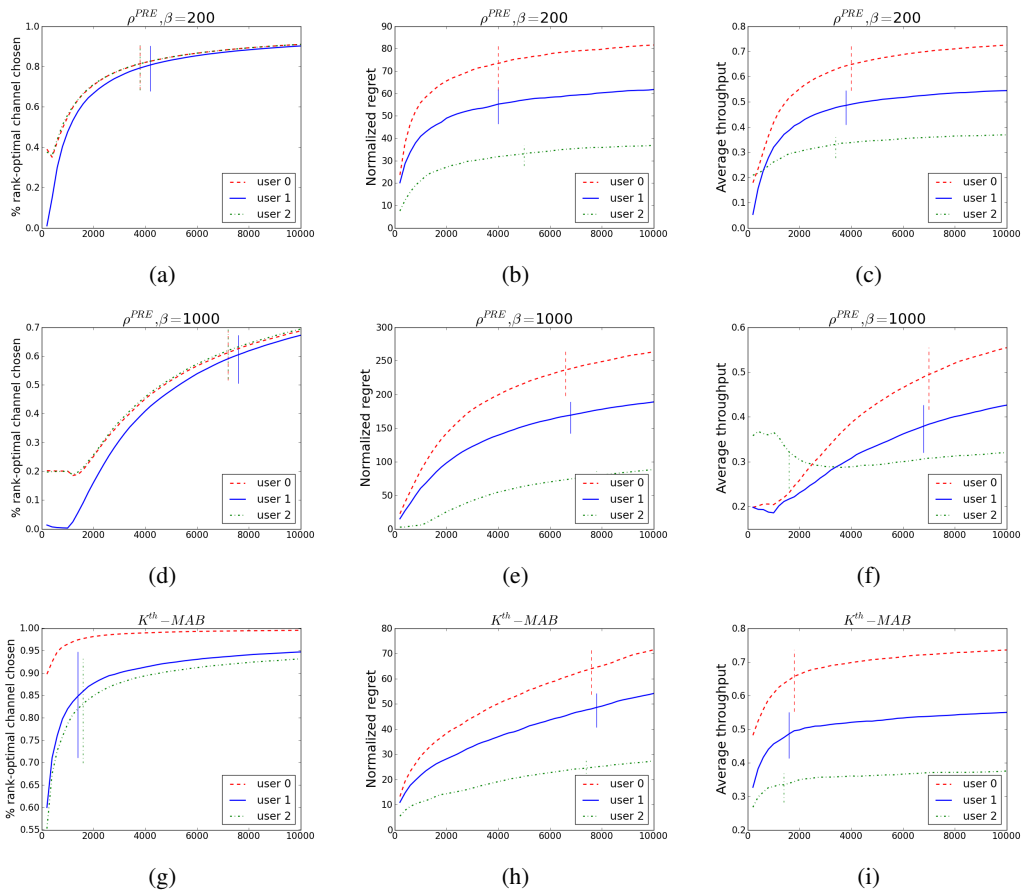 ρ^PRE, β=200
ρ^PRE, β=200
ρ^PRE, β=200
% rank-optimal channel chosen
1.0
0.8
0.6
0.4
0.2
0.0
0 2000 4000 6000 8000 10000
user 0
user 1
user 2
Normalized regret
90
80
70
60
50
40
30
20
10
0
0 2000 4000 6000 8000 10000
user 0
user 1
user 2
Average throughput
0.8
0.7
0.6
0.5
0.4
0.3
0.2
0.1
0.0
0 2000 4000 6000 8000 10000
user 0
user 1
user 2
(a)
(b)
(c)
ρ^PRE, β=1000
ρ^PRE, β=1000
ρ^PRE, β=1000
% rank-optimal channel chosen
0.7
0.6
0.5
0.4
0.3
0.2
0.1
0.0
0 2000 4000 6000 8000 10000
user 0
user 1
user 2
Normalized regret
300
250
200
150
100
50
0
0 2000 4000 6000 8000 10000
user 0
user 1
user 2
Average throughput
0.6
0.5
0.4
0.3
0.2
0 2000 4000 6000 8000 10000
user 0
user 1
user 2
(d)
(e)
(f)
K^th−MAB
K^th−MAB
K^th−MAB
% rank-optimal channel chosen
1.00
0.95
0.90
0.85
0.80
0.75
0.70
0.65
0.60
0.55
0 2000 4000 6000 8000 10000
user 0
user 1
user 2
Normalized regret
80
70
60
50
40
30
20
10
0
0 2000 4000 6000 8000 10000
user 0
user 1
user 2
Average throughput
0.8
0.7
0.6
0.5
0.4
0.3
0.2
0 2000 4000 6000 8000 10000
user 0
user 1
user 2
(g)
(h)
(i)